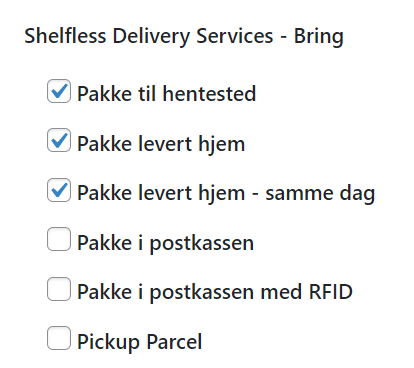 Shelfless Delivery Services - Bring
Pakke til hentested
Pakke levert hjem
Pakke levert hjem - samme dag
Pakke i postkassen
Pakke i postkassen med RFID
Pickup Parcel